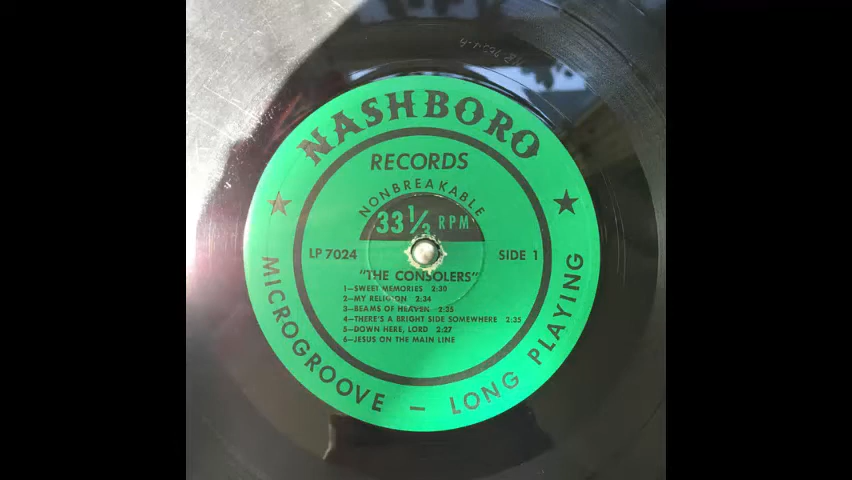 NASHBORO
RECORDS
NONBREAKABLE
33 1/3 RPM
LP 7024
SIDE 1
"THE CONSOLERS"
1—SWEET MEMORIES 2:30
2—MY RELIGION 2:34
3—BEAMS OF HEAVEN 2:35
4—THERE'S A BRIGHT SIDE SOMEWHERE 2:25
5—DOWN HERE, LORD 2:27
6—JESUS ON THE MAIN LINE
MICROGROOVE — LONG PLAYING